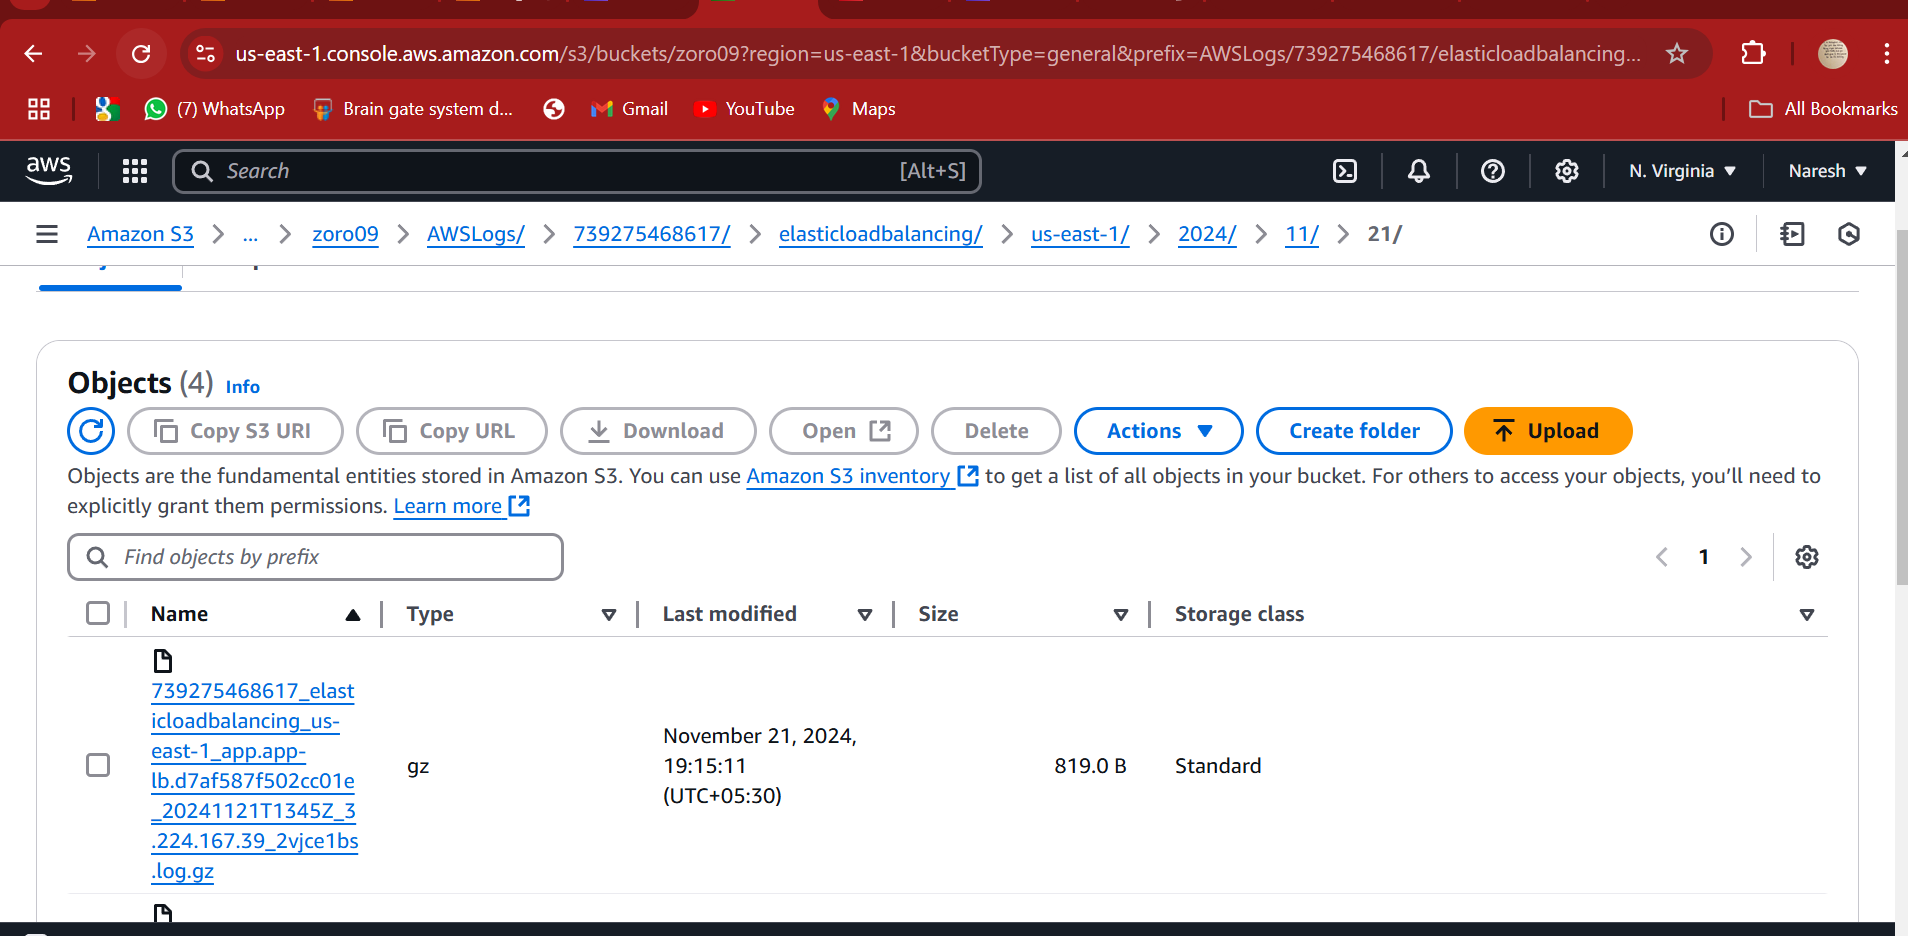 us-east-1.console.aws.amazon.com/s3/buckets/zoro09?region=us-east-1&bucketType=general&prefix=AWSLogs/739275468617/elasticloadbalancing...
(7) WhatsApp
Brain gate system d...
Gmail
YouTube
Maps
All Bookmarks
aws
Search
[Alt+S]
N. Virginia
Naresh
Amazon S3
...
zoro09
AWSLogs/
739275468617/
elasticloadbalancing/
us-east-1/
2024/
11/
21/
Objects (4)
Info
Copy S3 URI
Copy URL
Download
Open
Delete
Actions
Create folder
Upload
Objects are the fundamental entities stored in Amazon S3. You can use Amazon S3 inventory to get a list of all objects in your bucket. For others to access your objects, you’ll need to
explicitly grant them permissions. Learn more
Find objects by prefix
1
Name
Type
Last modified
Size
Storage class
739275468617_elast
icloadbalancing_us-
east-1_app.app-
lb.d7af587f502cc01e
_20241121T1345Z_3
.224.167.39_2vjce1bs
.log.gz
gz
November 21, 2024,
19:15:11
(UTC+05:30)
819.0 B
Standard